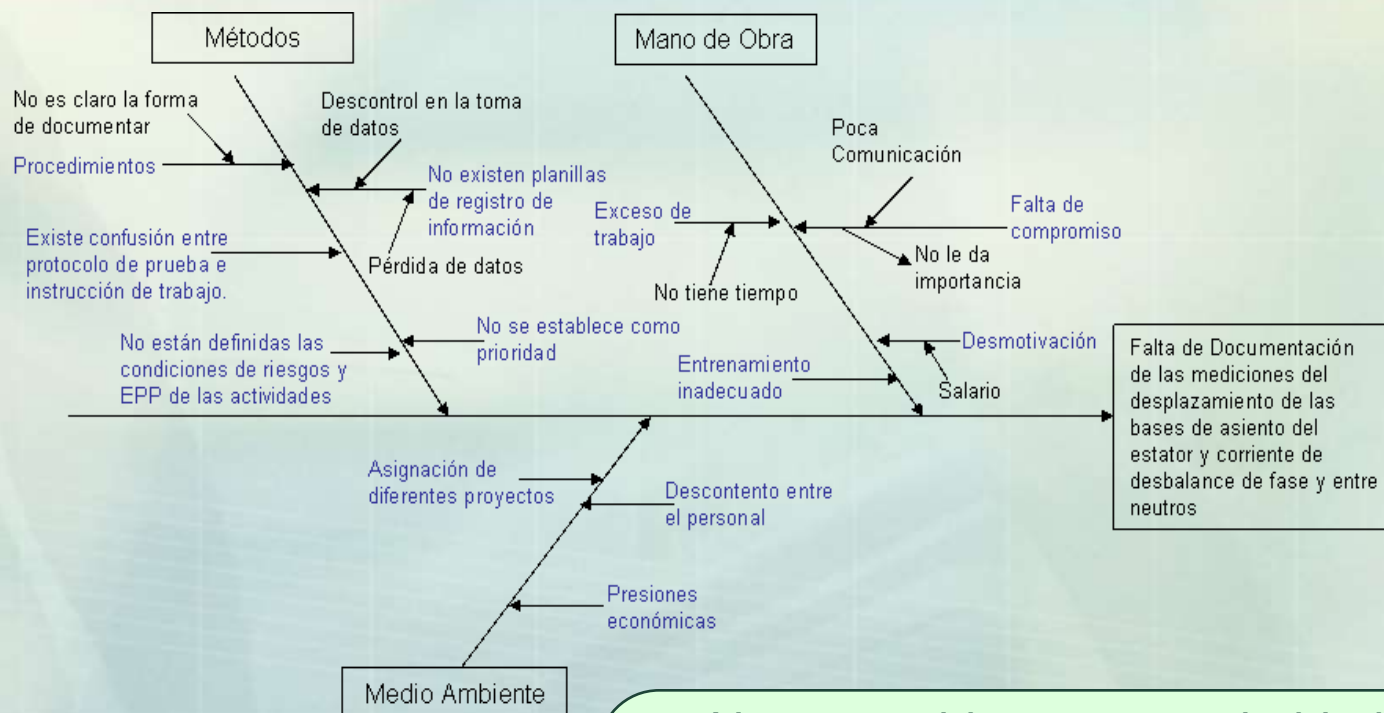 Métodos
Mano de Obra
No es claro la forma
de documentar
Descontrol en la toma
de datos
Procedimientos
No existen planillas
de registro de
información
Existe confusión entre
protocolo de prueba e
instrucción de trabajo.
Pérdida de datos
No están definidas las
condiciones de riesgos y
EPP de las actividades
No se establece como
prioridad
Poca
Comunicación
Exceso de
trabajo
Falta de
compromiso
No le da
importancia
No tiene tiempo
Desmotivación
Entrenamiento
inadecuado
Salario
Falta de Documentación
de las mediciones del
desplazamiento de las
bases de asiento del
estator y corriente de
desbalance de fase y entre
neutros
Asignación de
diferentes proyectos
Descontento entre
el personal
Presiones
económicas
Medio Ambiente